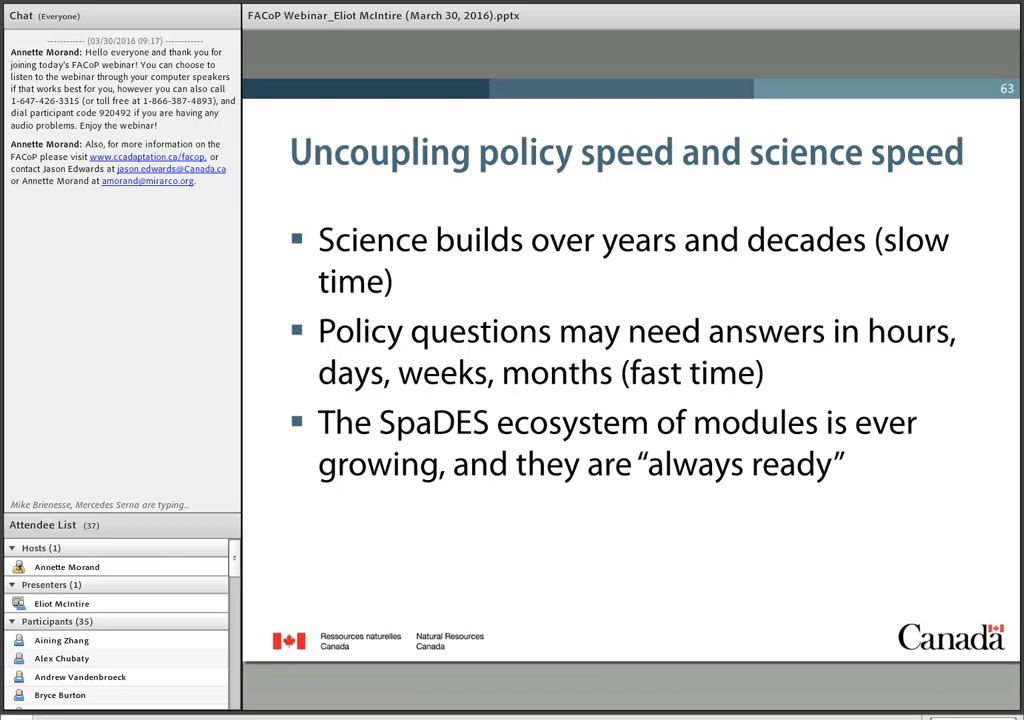 Chat (Everyone)
------------ (03/30/2016 09:17) ------------
Annette Morand: Hello everyone and thank you for
joining today's FACoP webinar! You can choose to
listen to the webinar through your computer speakers
if that works best for you, however you can also call
1-647-426-3315 (or toll free at 1-866-387-4893), and
dial participant code 920492 if you are having any
audio problems. Enjoy the webinar!
Annette Morand: Also, for more information on the
FACoP please visit www.ccadaptation.ca/facop, or
contact Jason Edwards at jason.edwards@Canada.ca
or Annette Morand at amorand@mirarco.org.
Mike Brienesse, Mercedes Serna are typing...
Attendee List (37)
Hosts (1)
Annette Morand
Presenters (1)
Eliot McIntire
Participants (35)
Aining Zhang
Alex Chubaty
Andrew Vandenbroeck
Bryce Burton
FACoP Webinar_Eliot McIntire (March 30, 2016).pptx
63
Uncoupling policy speed and science speed
▪ Science builds over years and decades (slow
time)
▪ Policy questions may need answers in hours,
days, weeks, months (fast time)
▪ The SpaDES ecosystem of modules is ever
growing, and they are “always ready”
Ressources naturelles
Canada
Natural Resources
Canada
Canada